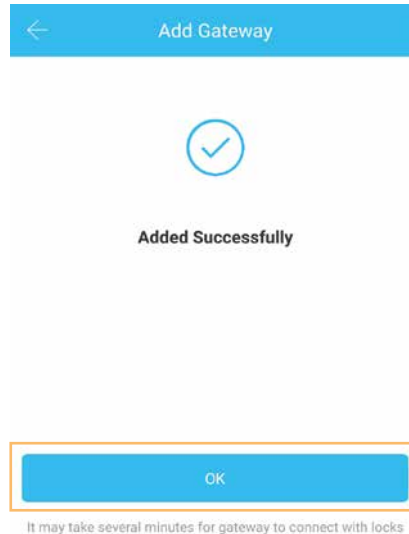 Add Gateway
Added Successfully
OK
It may take several minutes for gateway to connect with locks